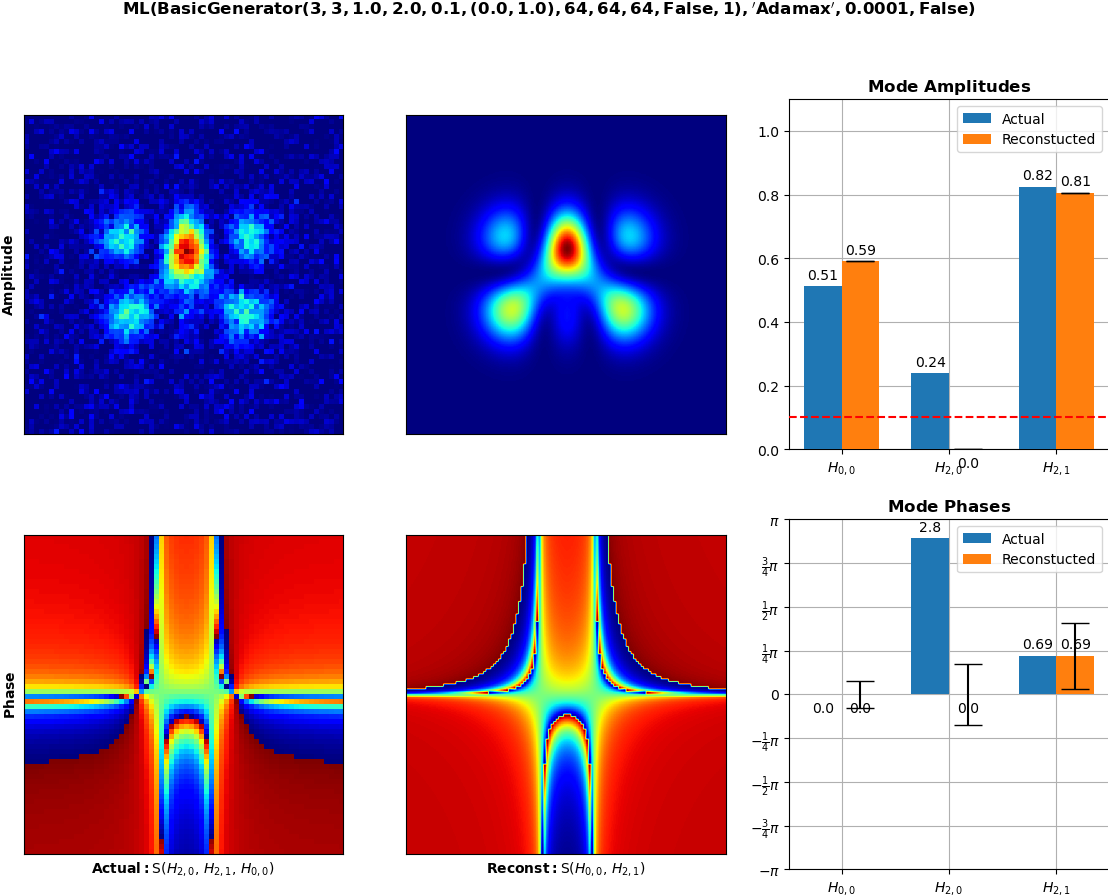 ML(BasicGenerator(3, 3, 1.0, 2.0, 0.1, (0.0, 1.0), 64, 64, 64, False, 1), ′Adamax′, 0.0001, False)
Amplitude
Mode Amplitudes
Actual
Reconstucted
1.0
0.8
0.6
0.4
0.2
0.0
0.51
0.59
0.24
0.0
0.82
0.81
H0,0
H2,0
H2,1
Phase
Actual: S(H2,0, H2,1, H0,0)
Reconst: S(H0,0, H2,1)
Mode Phases
Actual
Reconstucted
π
3/4π
1/2π
1/4π
0
−1/4π
−1/2π
−3/4π
−π
0.0
0.0
2.8
0.0
0.69
0.69
H0,0
H2,0
H2,1